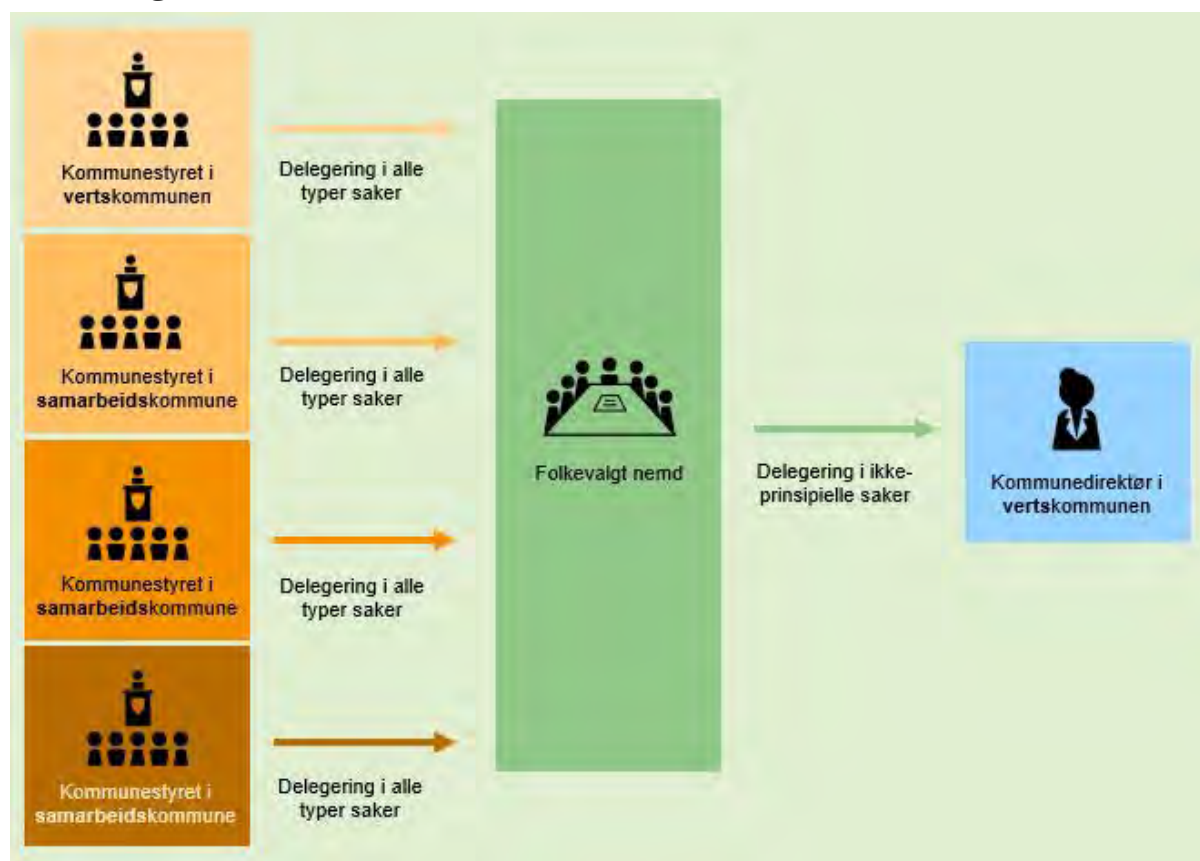 Kommunestyret i
vertskommunen
Delegering i alle
typer saker
Kommunestyret i
samarbeidskommune
Delegering i alle
typer saker
Kommunestyret i
samarbeidskommune
Delegering i alle
typer saker
Kommunestyret i
samarbeidskommune
Delegering i alle
typer saker
Folkevalgt nemd
Delegering i ikke-
prinsipielle saker
Kommunedirektør i
vertskommunen